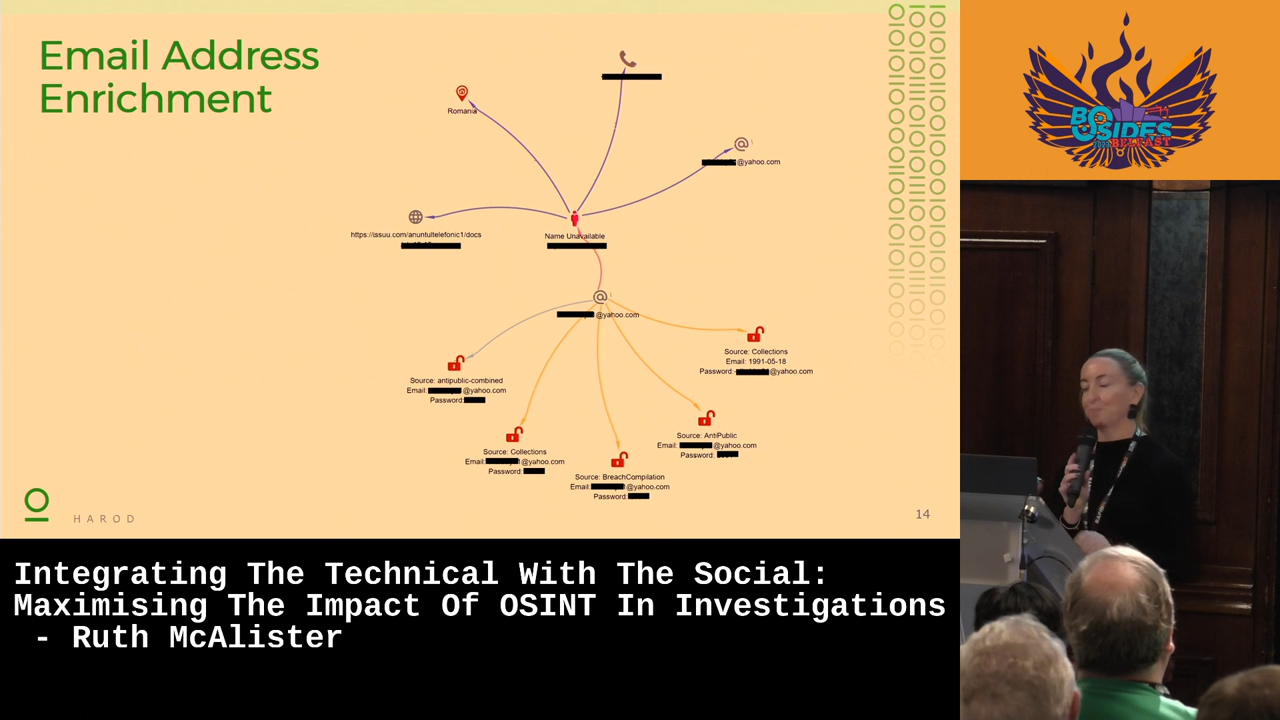 Email Address
Enrichment
Romania
@yahoo.com
https://issuu.com/anuntultelefonic1/docs
Name Unavailable
@yahoo.com
Source: Collections
Email: 1991-05-18
Password: @yahoo.com
Source: antipublic-combined
Email: @yahoo.com
Password:
Source: AntiPublic
Email: @yahoo.com
Password:
Source: Collections
Email: @yahoo.com
Password:
Source: BreachCompilation
Email: @yahoo.com
Password:
HAROD
14
BSIDES
BELFAST
Integrating The Technical With The Social:
Maximising The Impact Of OSINT In Investigations
- Ruth McAlister